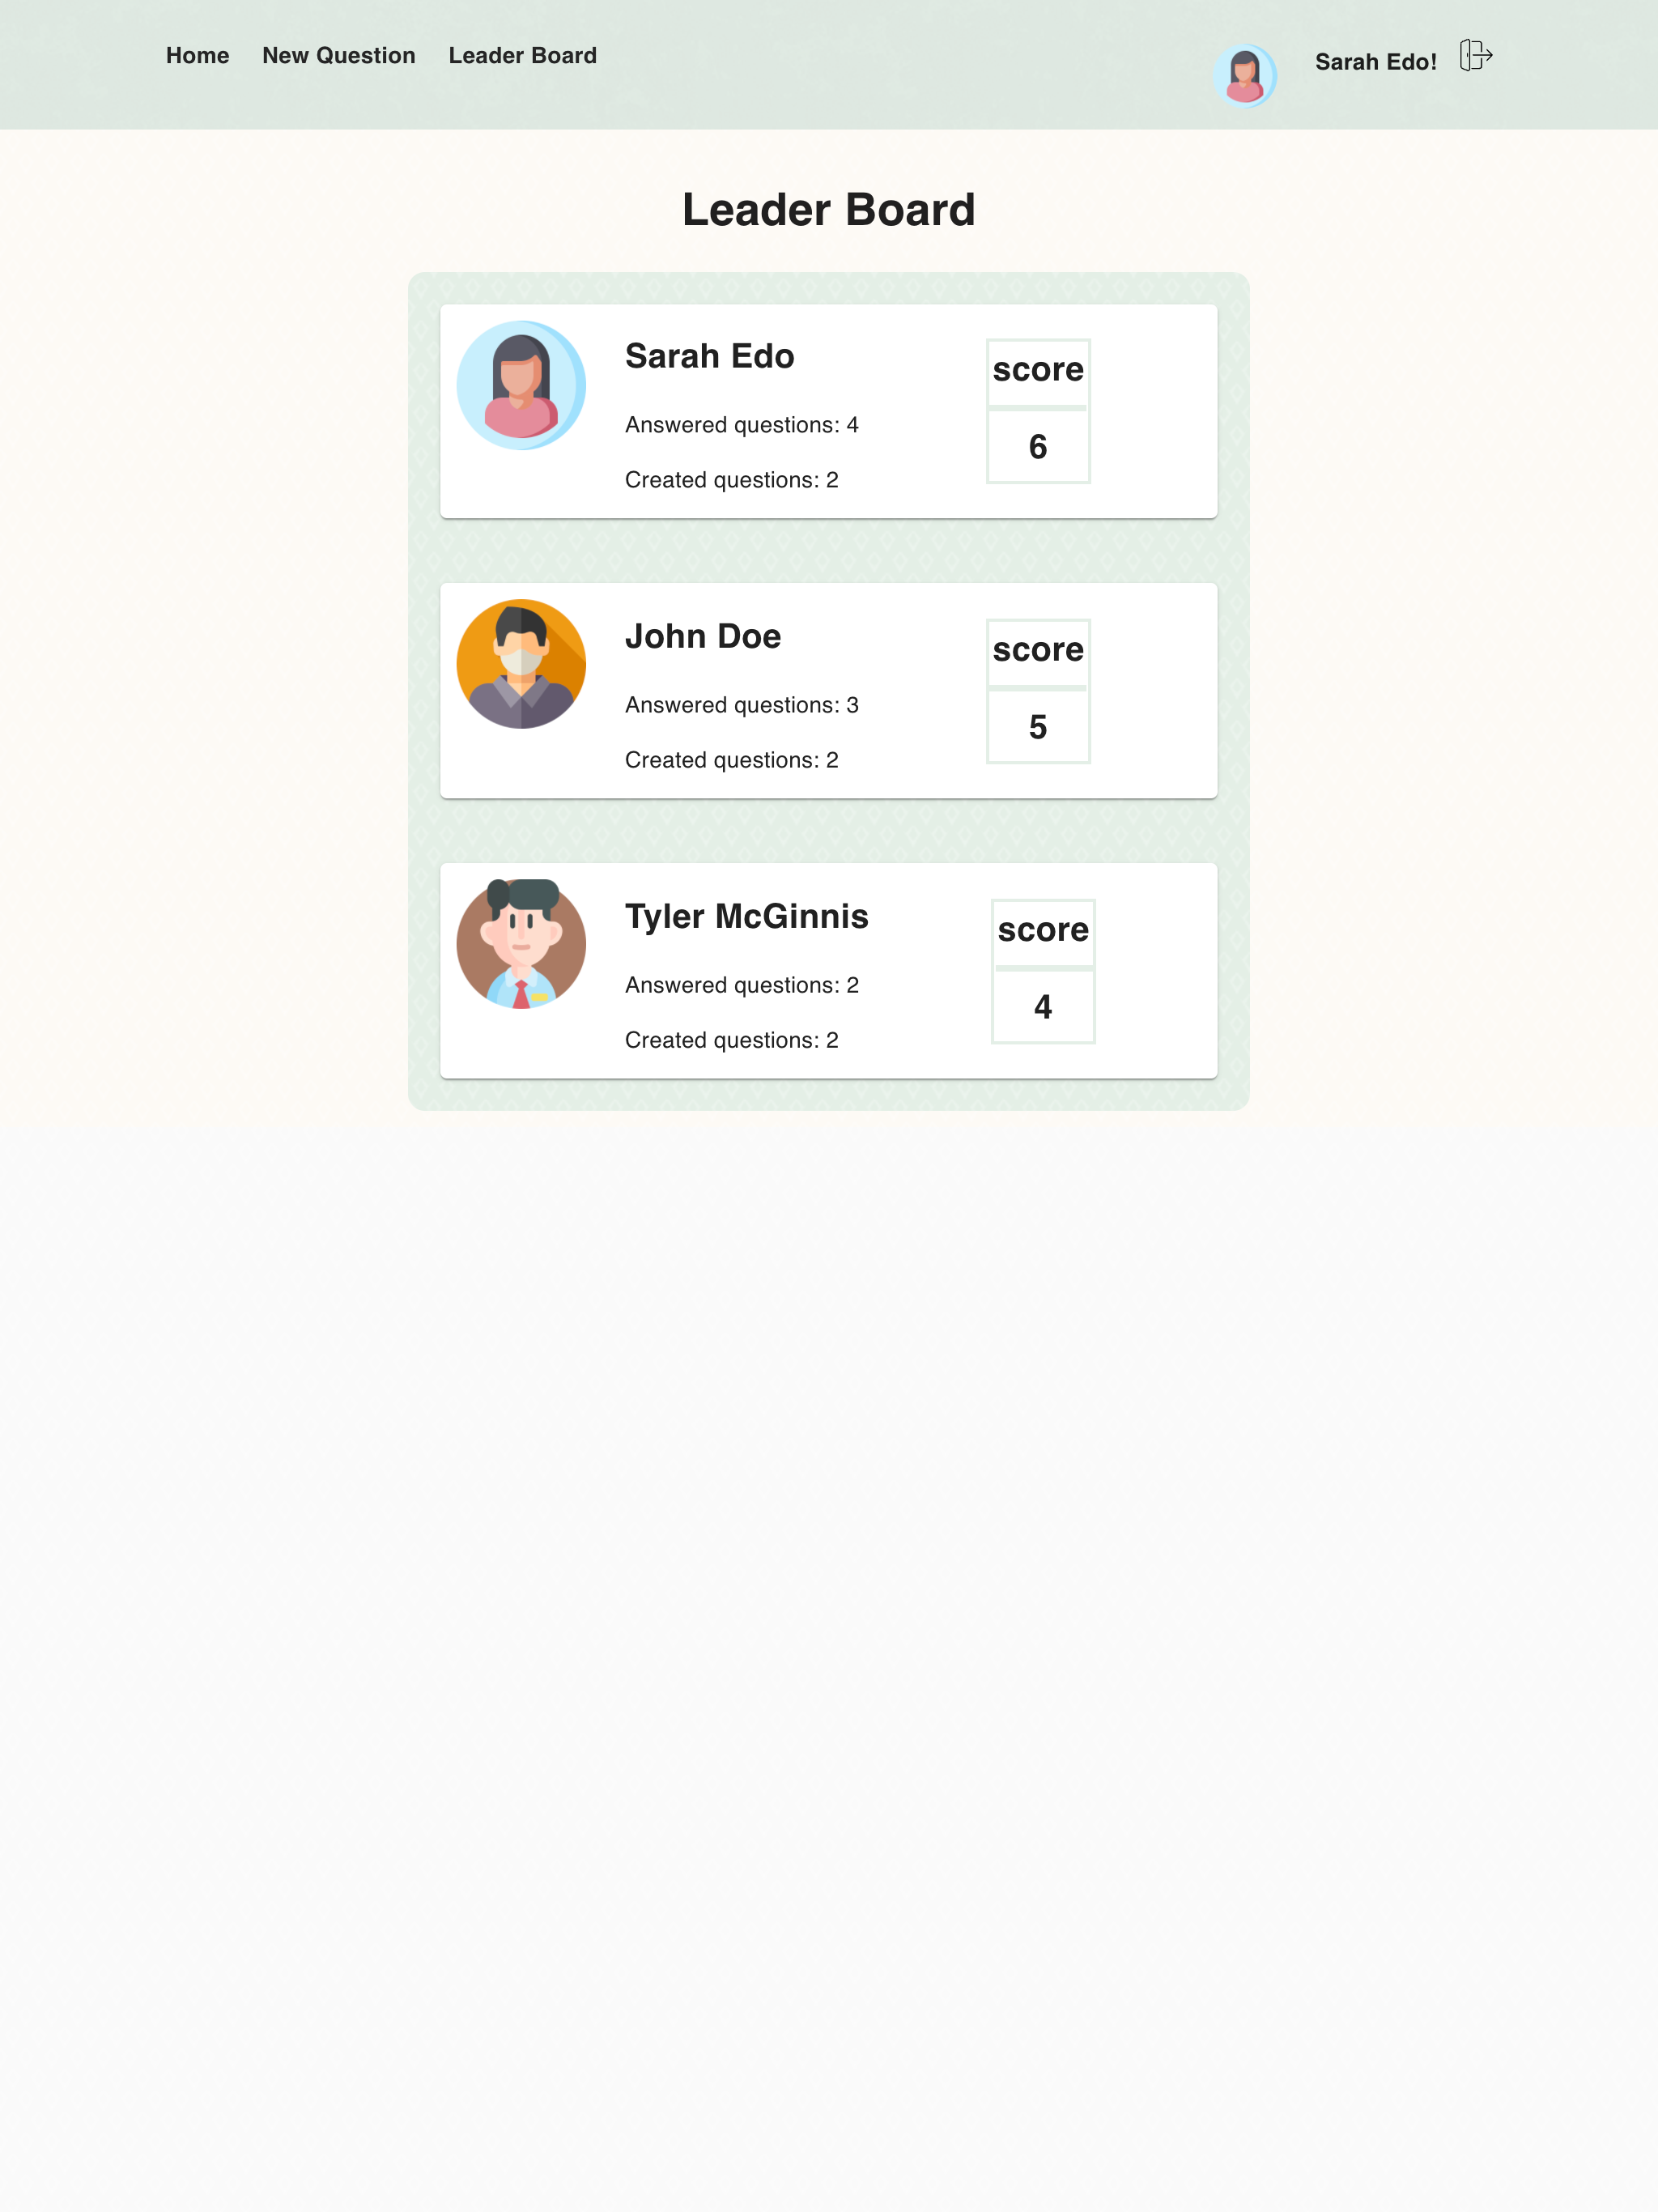 Home New Question Leader Board Sarah Edo!
Leader Board
Sarah Edo
Answered questions: 4
Created questions: 2
score
6
John Doe
Answered questions: 3
Created questions: 2
score
5
Tyler McGinnis
Answered questions: 2
Created questions: 2
score
4